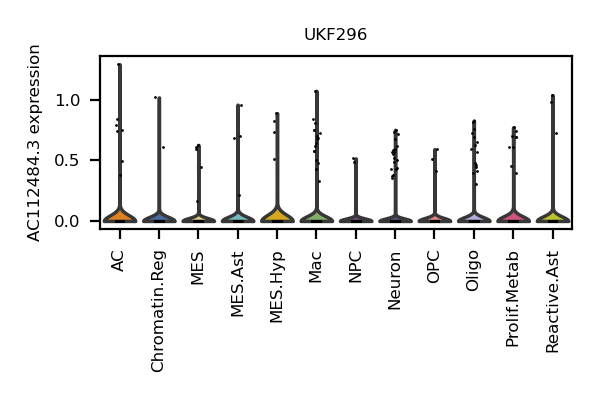 UKF296
AC112484.3 expression
1.0
0.5
0.0
AC
Chromatin.Reg
MES
MES.Ast
MES.Hyp
Mac
NPC
Neuron
OPC
Oligo
Prolif.Metab
Reactive.Ast